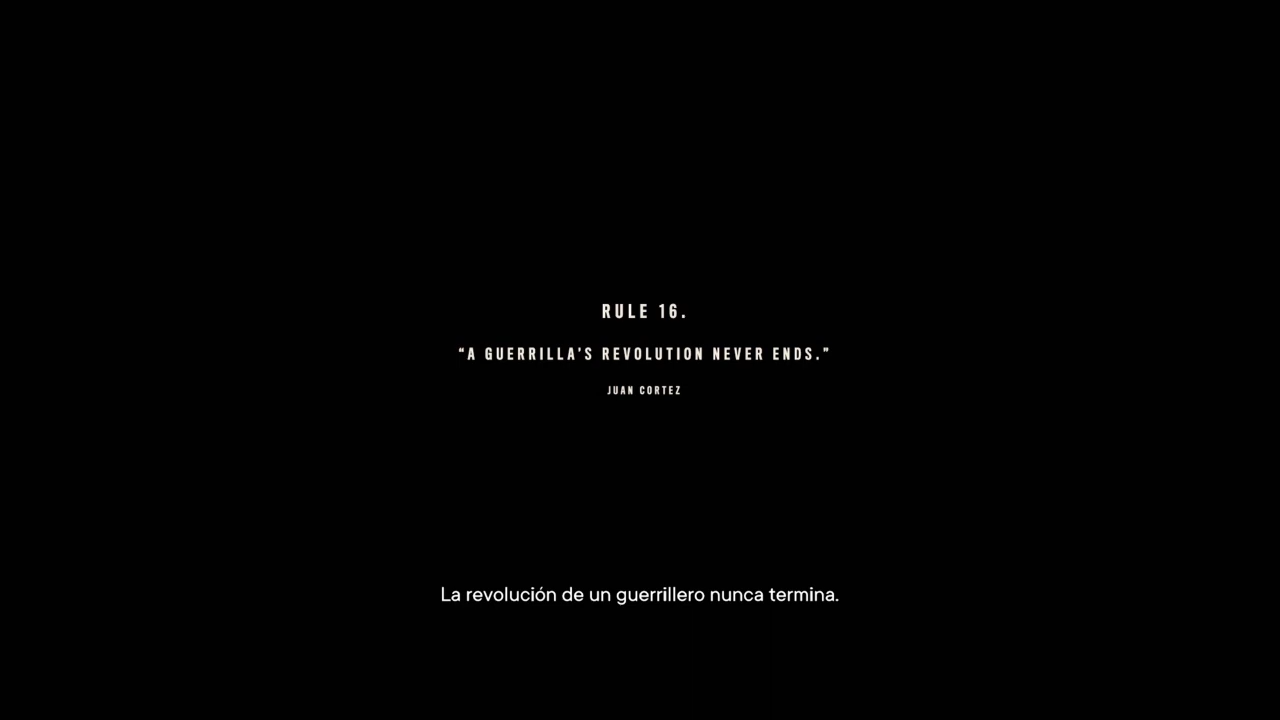 RULE 16.
“A GUERRILLA'S REVOLUTION NEVER ENDS.”
JUAN CORTEZ
La revolución de un guerrillero nunca termina.